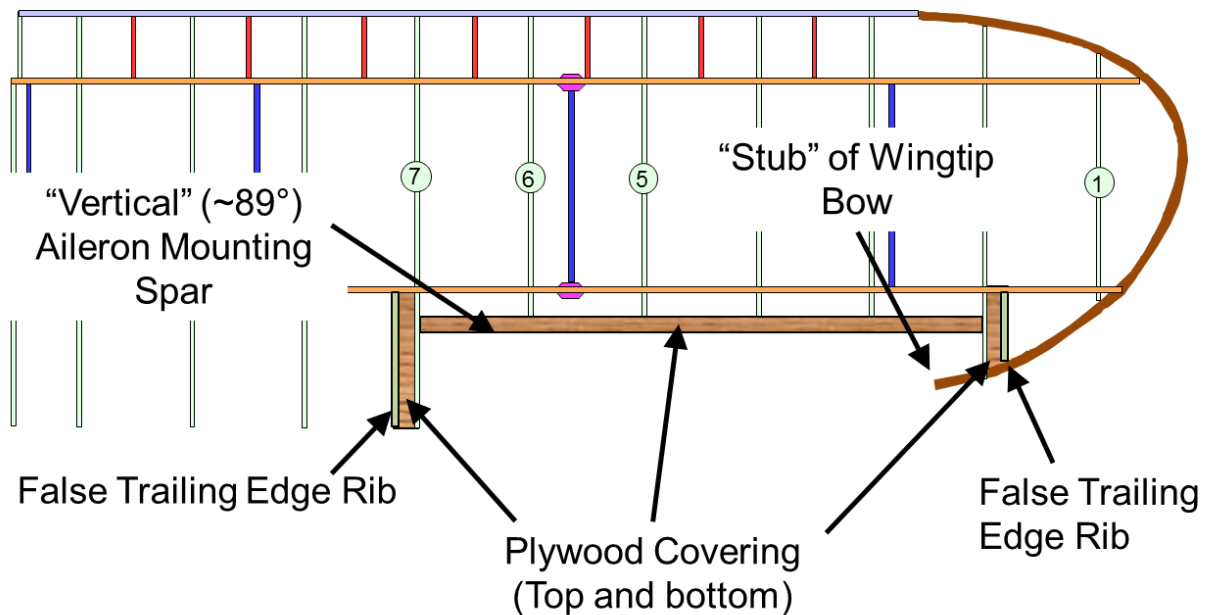 “Stub” of Wingtip
Bow
7
6
5
1
“Vertical” (~89°)
Aileron Mounting
Spar
False Trailing Edge Rib
False Trailing
Edge Rib
Plywood Covering
(Top and bottom)